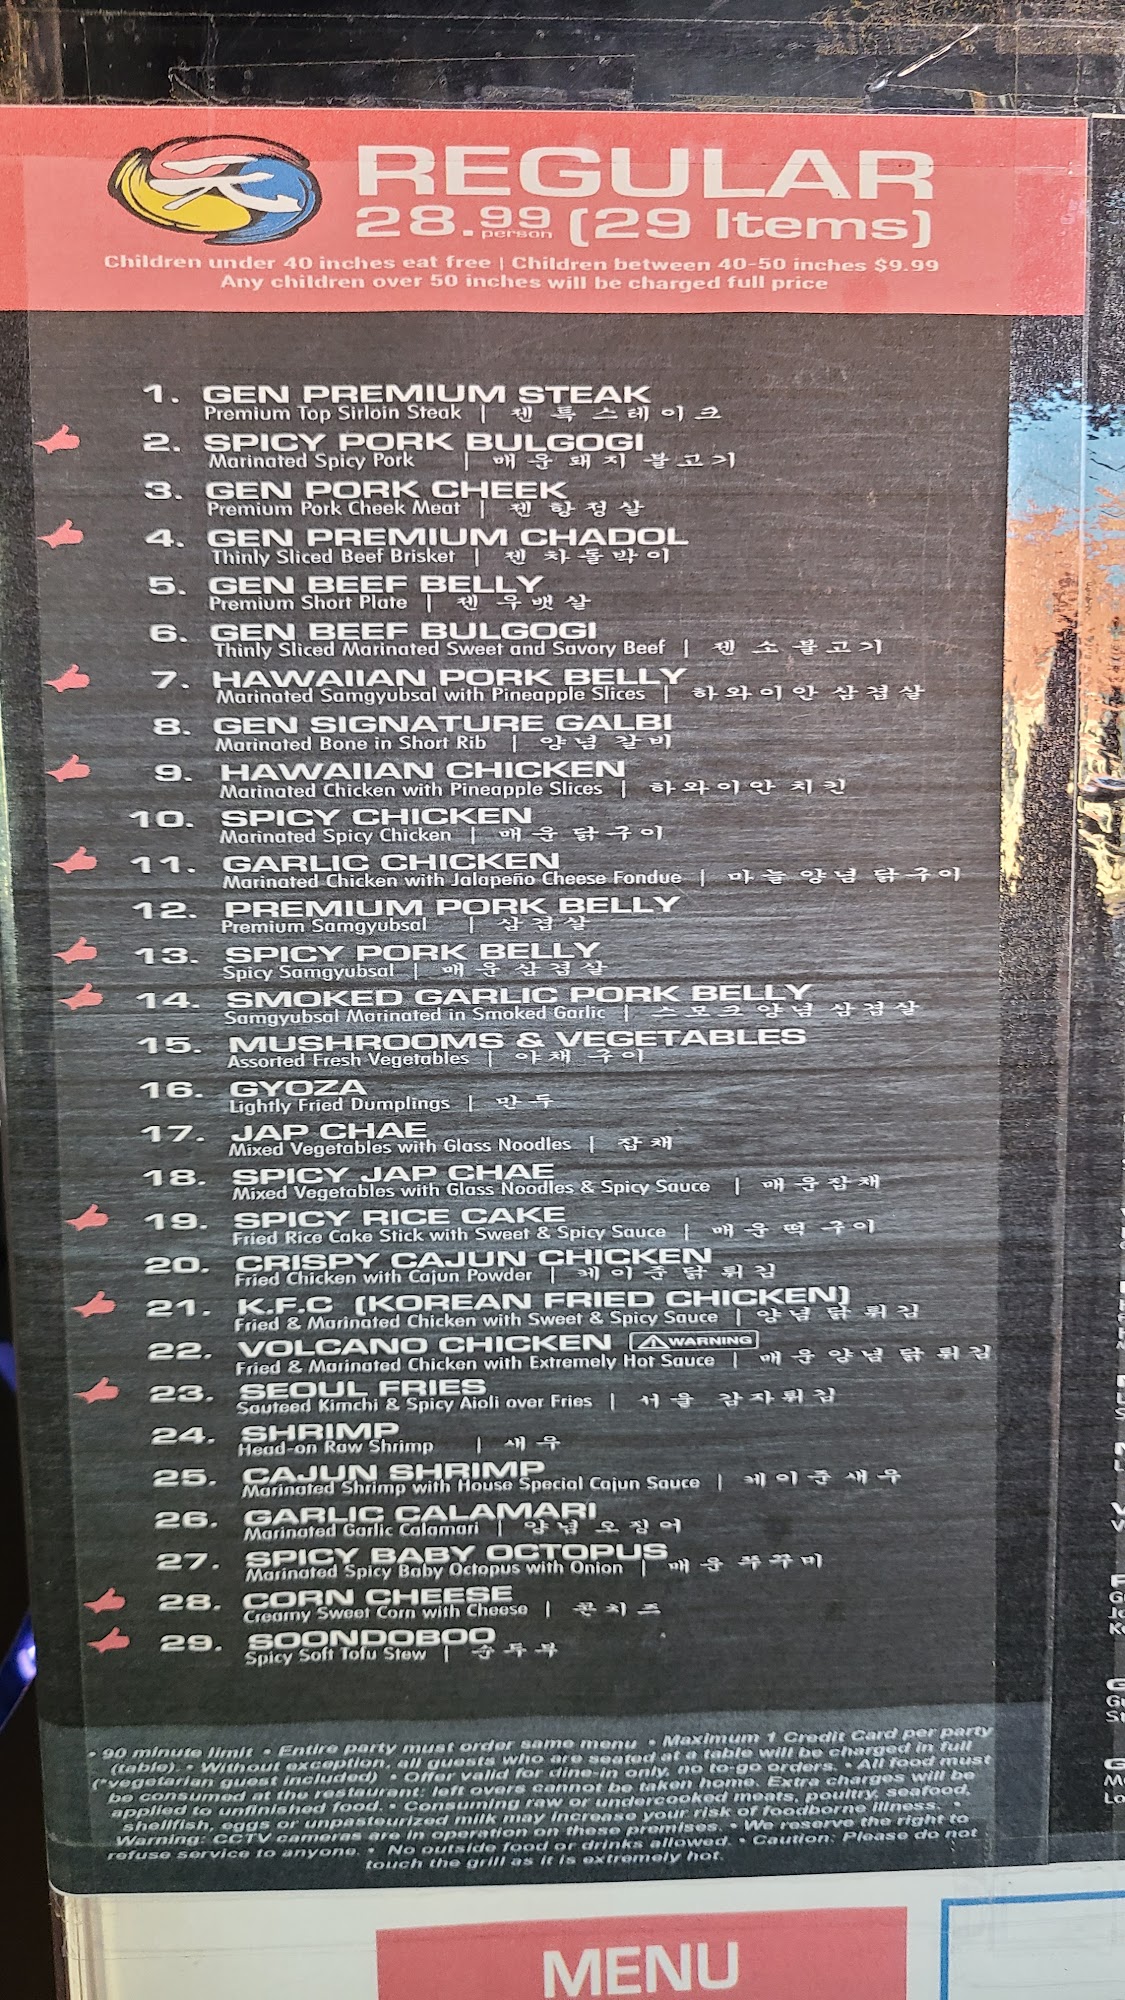 REGULAR
28.99 person (29 Items)
Children under 40 inches eat free | Children between 40-50 inches $9.99
Any children over 50 inches will be charged full price
1. GEN PREMIUM STEAK
Premium Top Sirloin Steak | 젠 특 스테이크
2. SPICY PORK BULGOGI
Marinated Spicy Pork | 매운돼지 불고기
3. GEN PORK CHEEK
Premium Pork Cheek Meat | 젠 항정살
4. GEN PREMIUM CHADOL
Thinly Sliced Beef Brisket | 젠 차돌박이
5. GEN BEEF BELLY
Premium Short Plate | 젠 우뱃살
6. GEN BEEF BULGOGI
Thinly Sliced Marinated Sweet and Savory Beef | 젠 소불고기
7. HAWAIIAN PORK BELLY
Marinated Samgyubsal with Pineapple Slices | 하와이안 삼겹살
8. GEN SIGNATURE GALBI
Marinated Bone in Short Rib | 양념 갈비
9. HAWAIIAN CHICKEN
Marinated Chicken with Pineapple Slices | 하와이안 치킨
10. SPICY CHICKEN
Marinated Spicy Chicken | 매운 닭구이
11. GARLIC CHICKEN
Marinated Chicken with Jalapeño Cheese Fondue | 마늘양념 닭구이
12. PREMIUM PORK BELLY
Premium Samgyubsal | 삼겹살
13. SPICY PORK BELLY
Spicy Samgyubsal | 매운삼겹살
14. SMOKED GARLIC PORK BELLY
Samgyubsal Marinated in Smoked Garlic | 스모크양념 삼겹살
15. MUSHROOMS & VEGETABLES
Assorted Fresh Vegetables | 야채 구이
16. GYOZA
Lightly Fried Dumplings | 만두
17. JAP CHAE
Mixed Vegetables with Glass Noodles | 잡채
18. SPICY JAP CHAE
Mixed Vegetables with Glass Noodles & Spicy Sauce | 매운잡채
19. SPICY RICE CAKE
Fried Rice Cake Stick with Sweet & Spicy Sauce | 매운떡 구이
20. CRISPY CAJUN CHICKEN
Fried Chicken with Cajun Powder | 케이준닭튀김
21. K.F.C (KOREAN FRIED CHICKEN)
Fried & Marinated Chicken with Sweet & Spicy Sauce | 양념 닭 튀김
22. VOLCANO CHICKEN WARNING
Fried & Marinated Chicken with Extremely Hot Sauce | 매운양념 닭 튀김
23. SEOUL FRIES
Sauteed Kimchi & Spicy Aioli over Fries | 서울 감자튀김
24. SHRIMP
Head-on Raw Shrimp | 새우
25. CAJUN SHRIMP
Marinated Shrimp with House Special Cajun Sauce | 케이준새우
26. GARLIC CALAMARI
Marinated Garlic Calamari | 양념 오징어
27. SPICY BABY OCTOPUS
Marinated Spicy Baby Octopus with Onion | 매운쭈꾸미
28. CORN CHEESE
Creamy Sweet Corn with Cheese | 콘치즈
29. SOONDOBOO
Spicy Soft Tofu Stew | 순두부
• 90 minute limit • Entire party must order same menu • Maximum 1 Credit Card per party
(table). • Without exception, all guests who are seated at a table will be charged in full
(*vegetarian guest included) • Offer valid for dine-in only, no to-go orders. • All food must
be consumed at the restaurant; left overs cannot be taken home. Extra charges will be
applied to unfinished food. • Consuming raw or undercooked meats, poultry, seafood,
shellfish, eggs or unpasteurized milk may increase your risk of foodborne illness. •
Warning: CCTV cameras are in operation on these premises. • We reserve the right to
refuse service to anyone. • No outside food or drinks allowed. • Caution: Please do not
touch the grill as it is extremely hot.
MENU